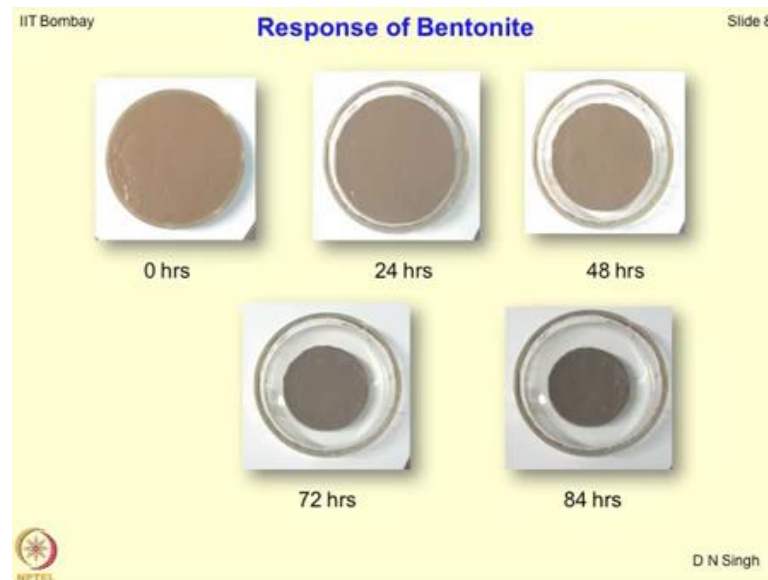 IIT Bombay
Response of Bentonite
Slide 8
0 hrs
24 hrs
48 hrs
72 hrs
84 hrs
NPTEL
D N Singh